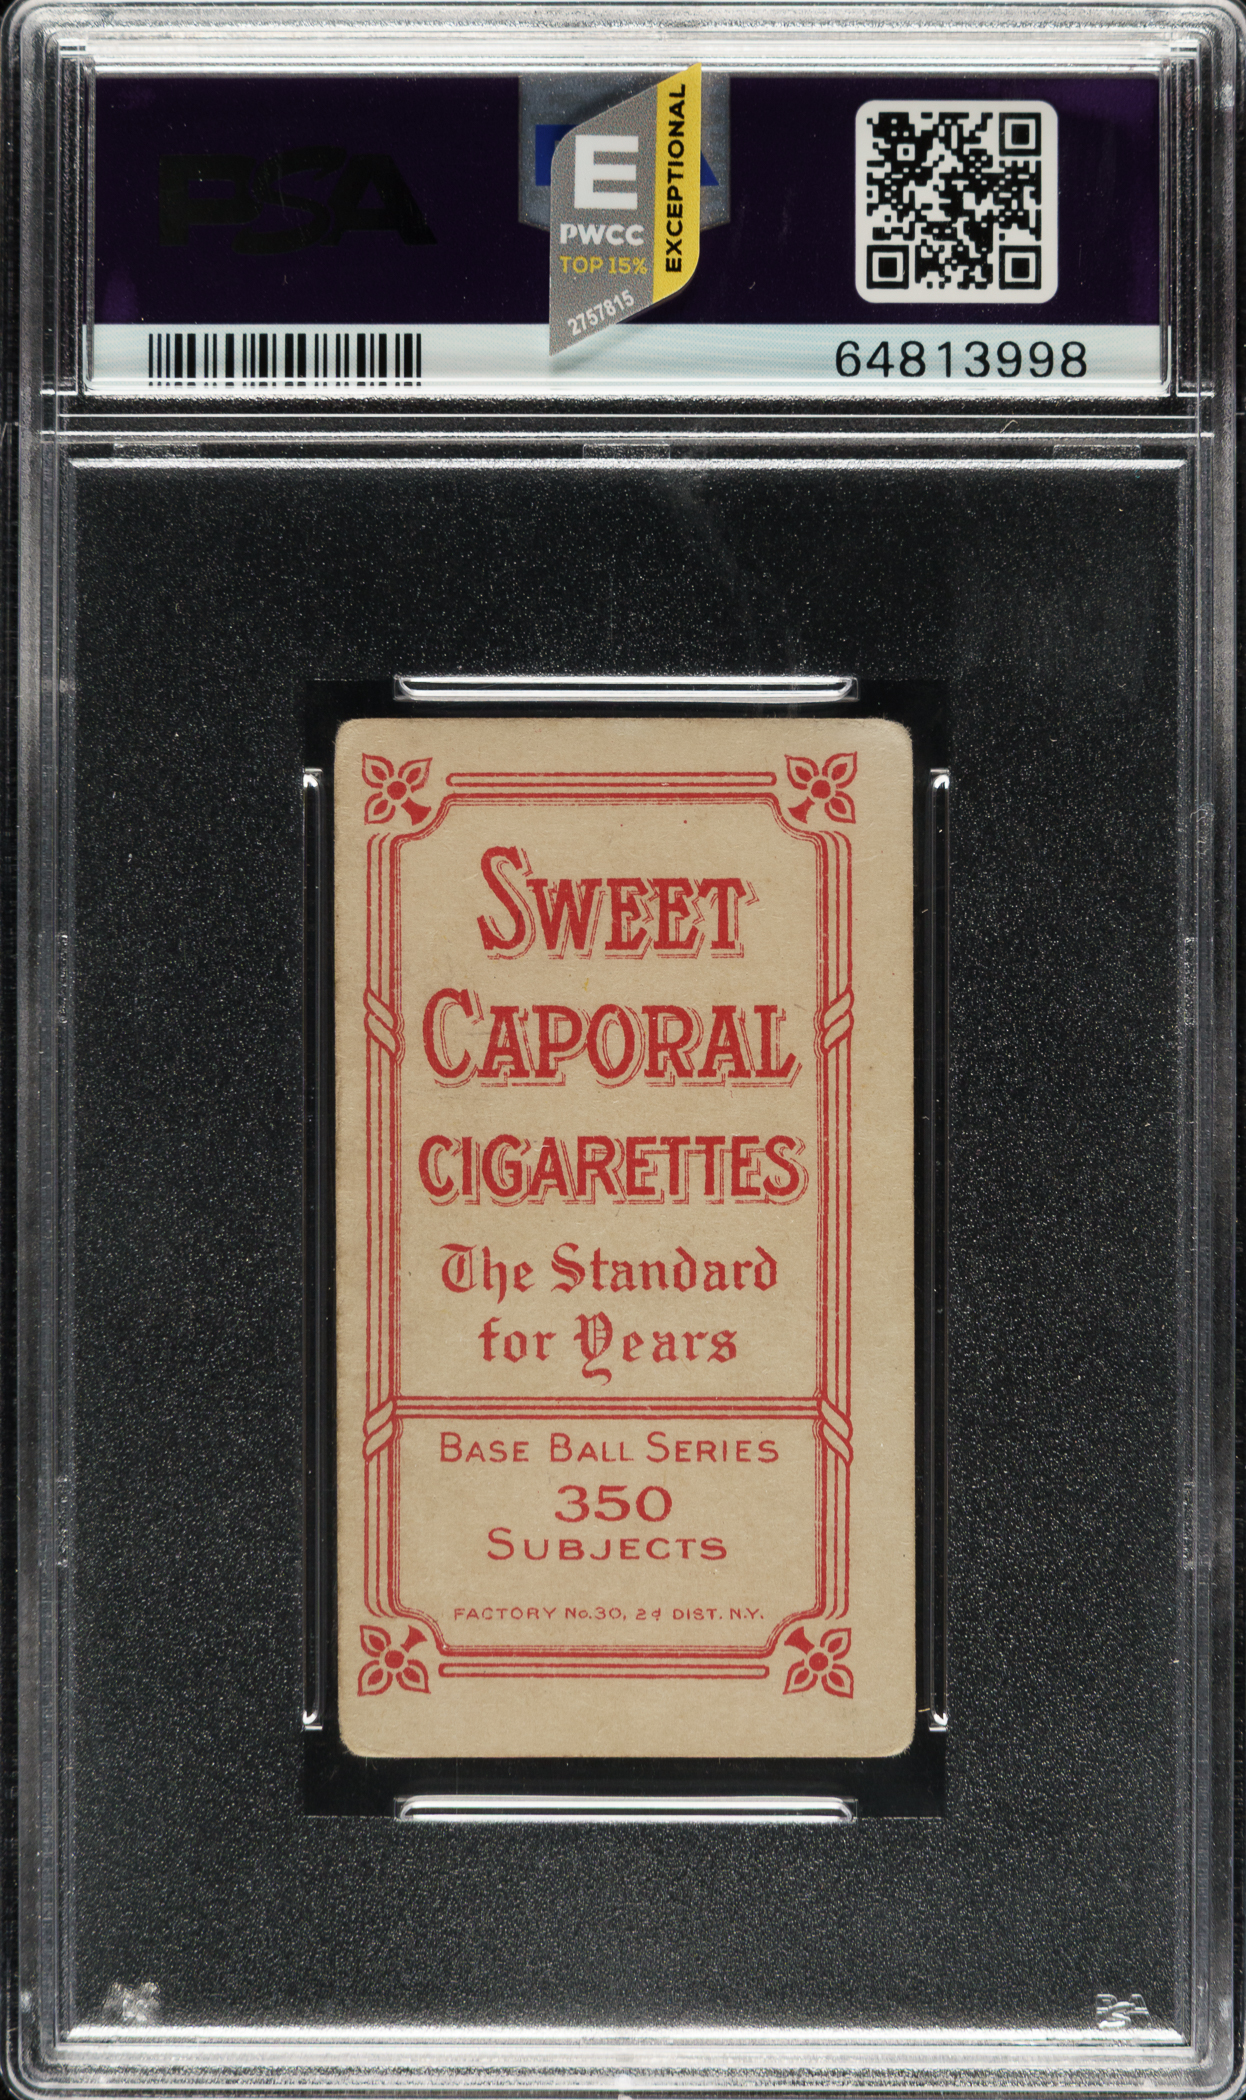 PSA
E
PWCC
TOP 15%
2757815
EXCEPTIONAL
64813998
SWEET
CAPORAL
CIGARETTES
The Standard
for Years
BASE BALL SERIES
350
SUBJECTS
FACTORY No. 30, 2d DIST. N.Y.
PSA